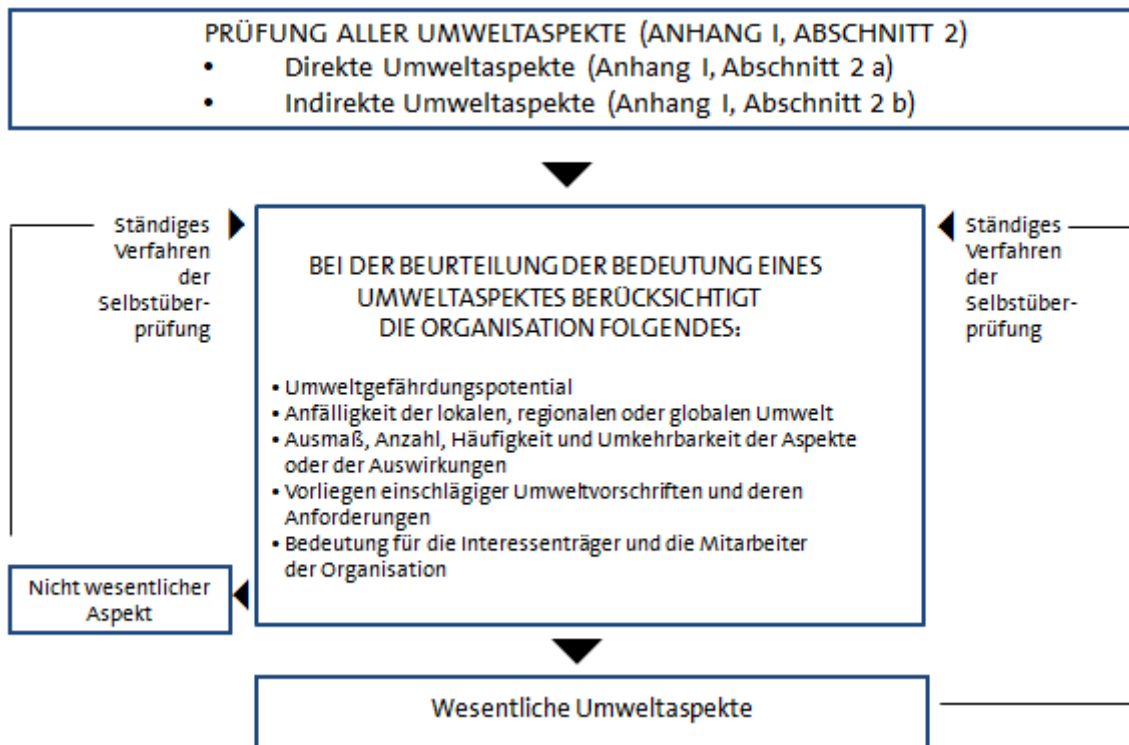 PRÜFUNG ALLER UMWELTASPEKTE (ANHANG I, ABSCHNITT 2)
• Direkte Umweltaspekte (Anhang I, Abschnitt 2 a)
• Indirekte Umweltaspekte (Anhang I, Abschnitt 2 b)
Ständiges
Verfahren
der
Selbstüber-
prüfung
BEI DER BEURTEILUNG DER BEDEUTUNG EINES
UMWELTASPEKTES BERÜCKSICHTIGT
DIE ORGANISATION FOLGENDES:
• Umweltgefährdungspotential
• Anfälligkeit der lokalen, regionalen oder globalen Umwelt
• Ausmaß, Anzahl, Häufigkeit und Umkehrbarkeit der Aspekte
oder der Auswirkungen
• Vorliegen einschlägiger Umweltvorschriften und deren
Anforderungen
• Bedeutung für die Interessenträger und die Mitarbeiter
der Organisation
Ständiges
Verfahren
der
Selbstüber-
prüfung
Nicht wesentlicher
Aspekt
Wesentliche Umweltaspekte